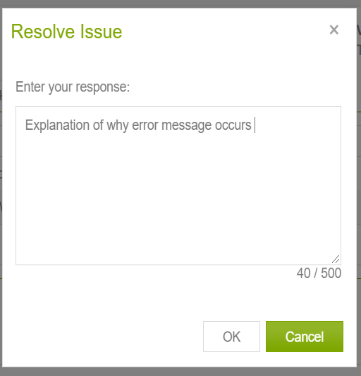 Resolve Issue
×
Enter your response:
Explanation of why error message occurs
40 / 500
OK
Cancel